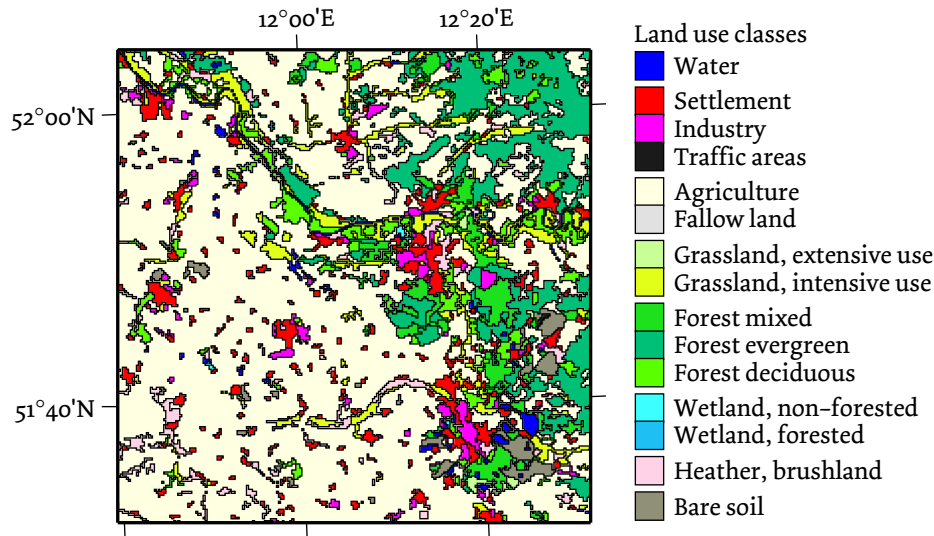 12°00'E 12°20'E
52°00'N
51°40'N
Land use classes
Water
Settlement
Industry
Traffic areas
Agriculture
Fallow land
Grassland, extensive use
Grassland, intensive use
Forest mixed
Forest evergreen
Forest deciduous
Wetland, non-forested
Wetland, forested
Heather, brushland
Bare soil